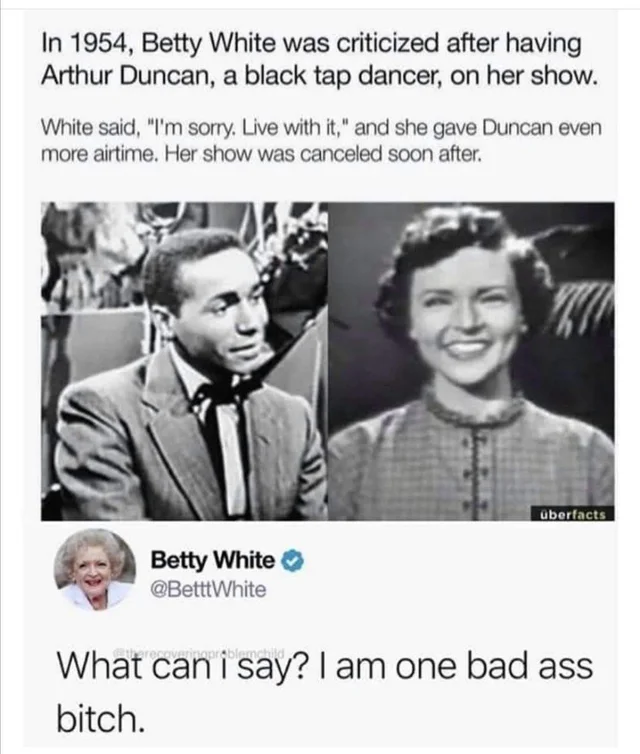 In 1954, Betty White was criticized after having
Arthur Duncan, a black tap dancer, on her show.
White said, "I'm sorry. Live with it," and she gave Duncan even
more airtime. Her show was canceled soon after.
überfacts
Betty White
@BetttWhite
@therecoveringproblemchild
What can i say? I am one bad ass
bitch.